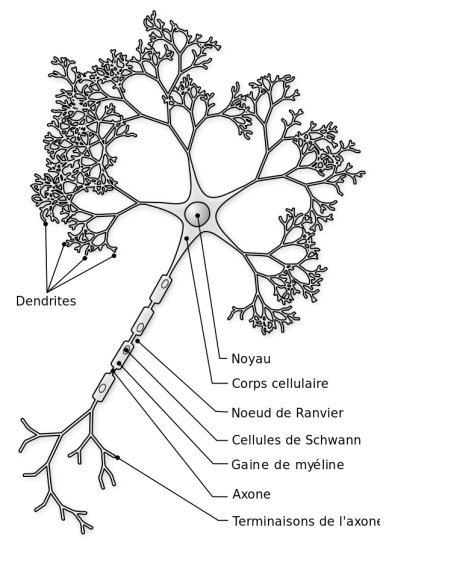 Dendrites
Noyau
Corps cellulaire
Noeud de Ranvier
Cellules de Schwann
Gaine de myéline
Axone
Terminaisons de l'axone